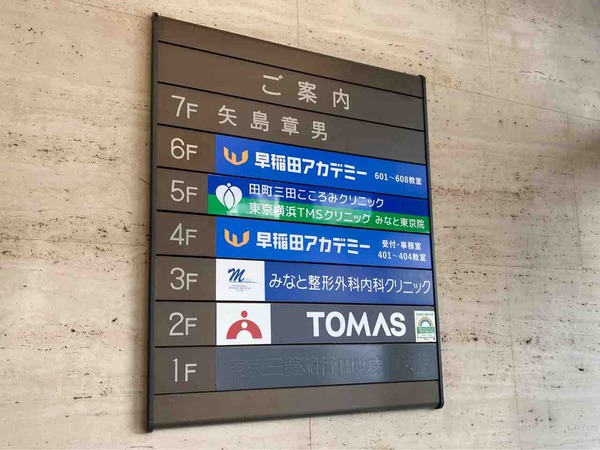 ご案内
7F 矢島章男
6F 早稲田アカデミー 601～608教室
5F 田町三田こころみクリニック
東京横浜TMSクリニック みなと東京院
4F 早稲田アカデミー 受付・事務室
401～404教室
3F みなと整形外科内科クリニック
2F TOMAS
1F